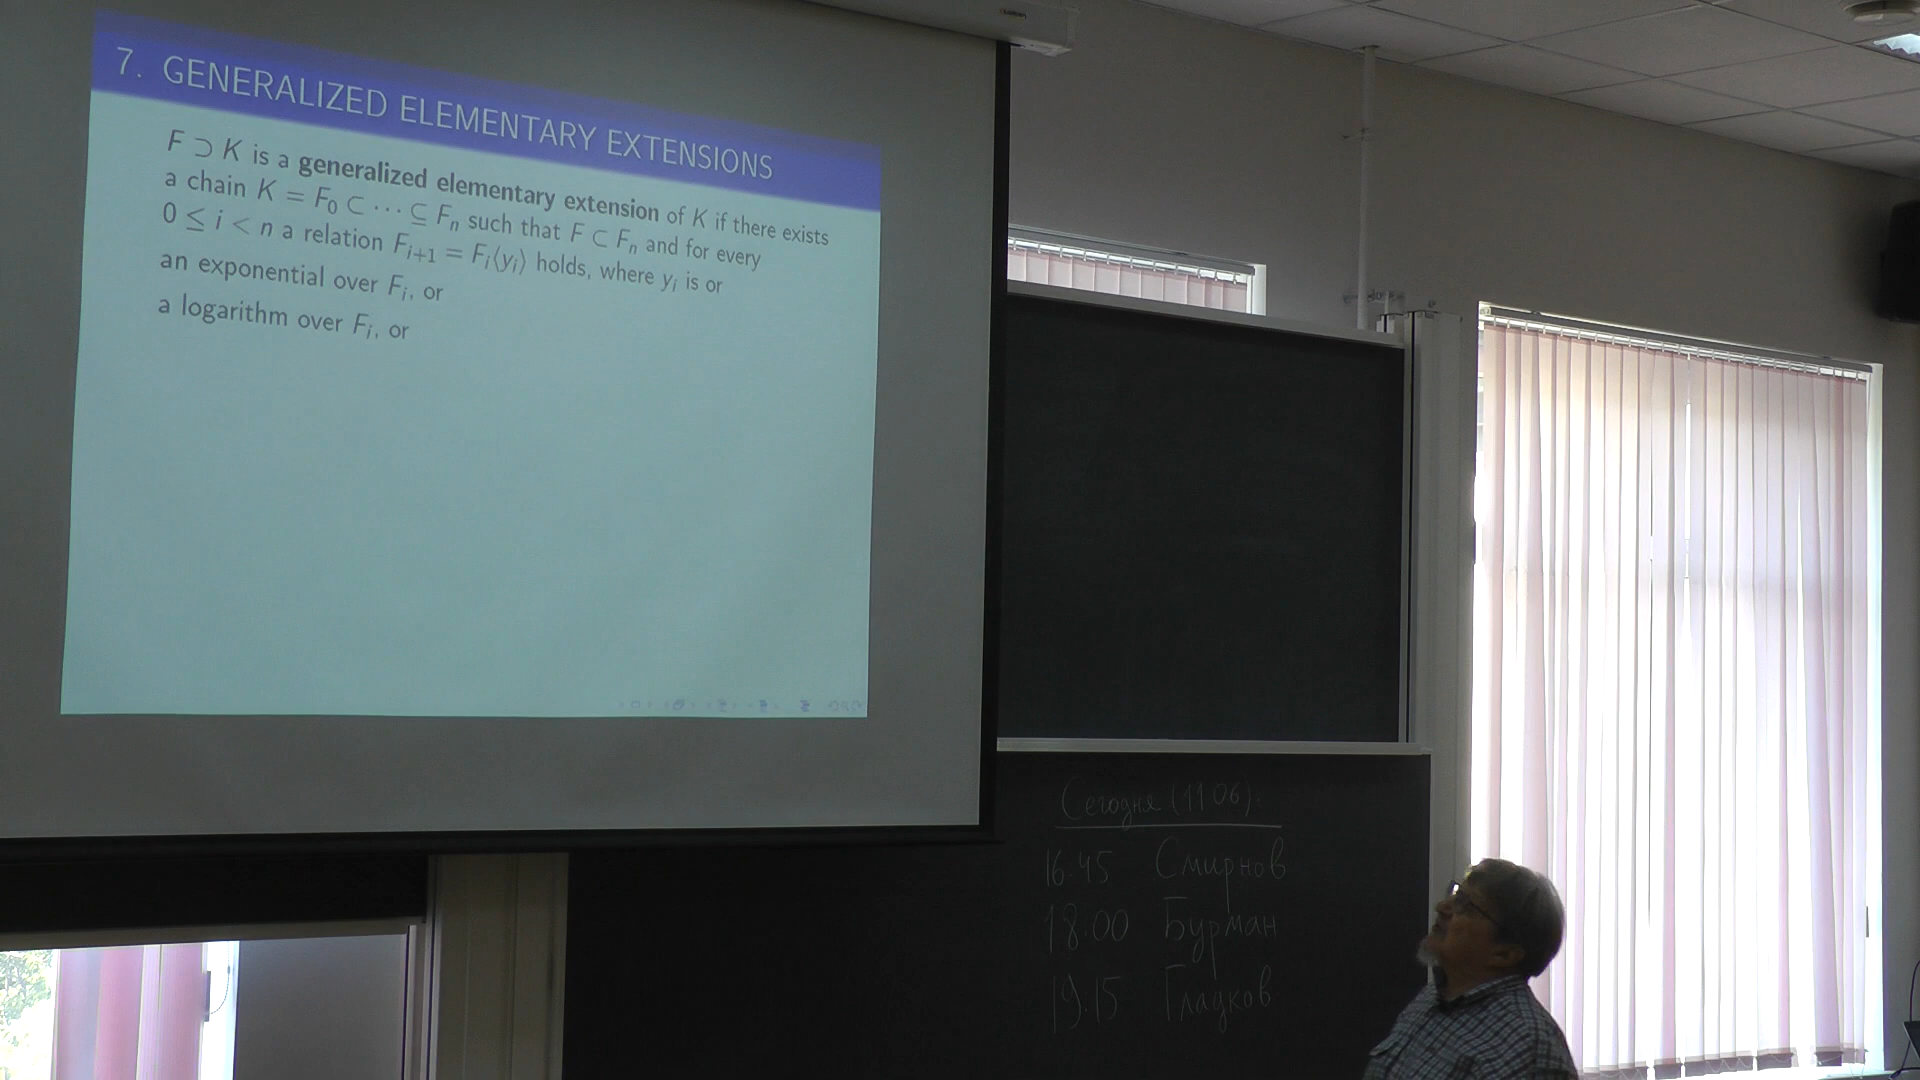 7. GENERALIZED ELEMENTARY EXTENSIONS
F ⊃ K is a generalized elementary extension of K if there exists
a chain K = F₀ ⊂ ⋯ ⊆ Fₙ such that F ⊂ Fₙ and for every
0 ≤ i < n a relation Fᵢ₊₁ = Fᵢ⟨yᵢ⟩ holds, where yᵢ is or
an exponential over Fᵢ, or
a logarithm over Fᵢ, or
Сегодня (11.06):
16.45 Смирнов
18.00 Бурман
19.15 Гладков